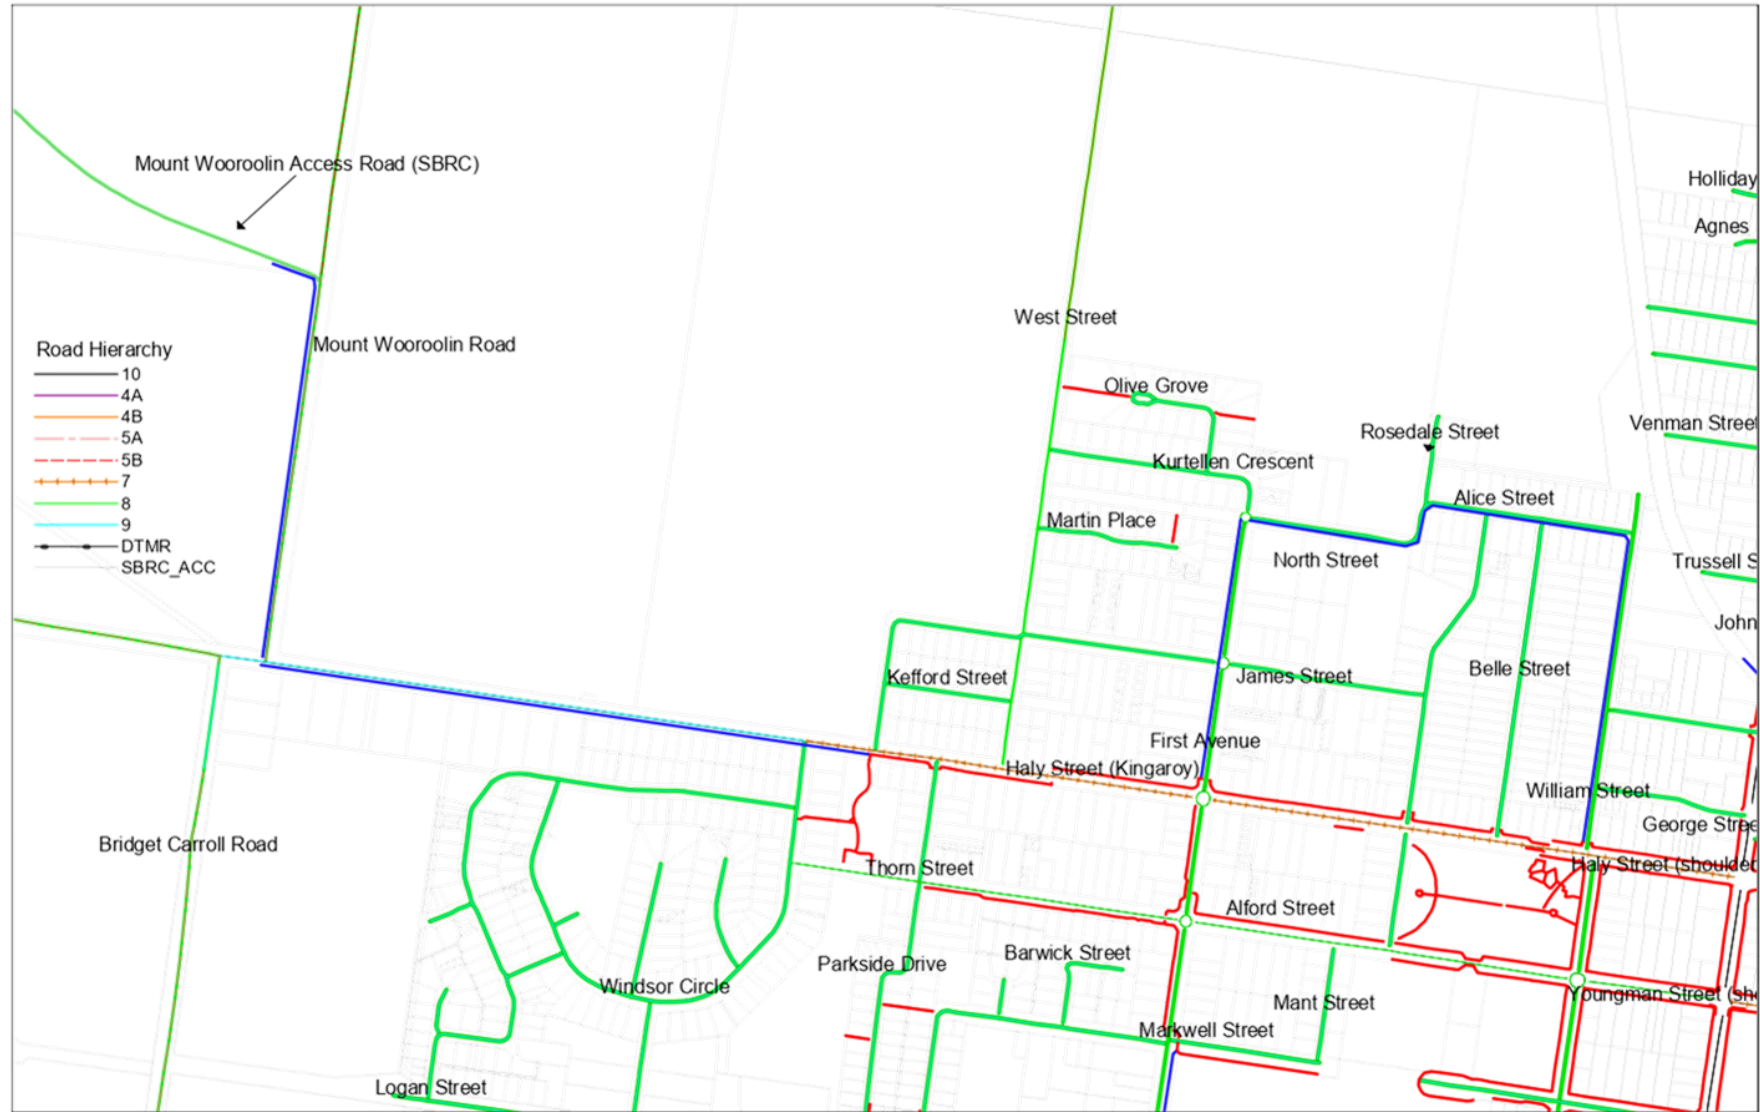 Mount Wooroolin Access Road (SBRC)
Holliday
Agnes
West Street
Mount Wooroolin Road
Road Hierarchy
10
4A
4B
5A
5B
7
8
9
DTMR
SBRC_ACC
Olive Grove
Venman Street
Rosedale Street
Kurtellen Crescent
Alice Street
Martin Place
North Street
Trussell S
John
Kefford Street
James Street
Belle Street
First Avenue
Haly Street (Kingaroy)
William Street
George Stree
Bridget Carroll Road
Thorn Street
Haly Street (shoulder
Alford Street
Barwick Street
Parkside Drive
Windsor Circle
Mant Street
Youngman Street (sh
Markwell Street
Logan Street